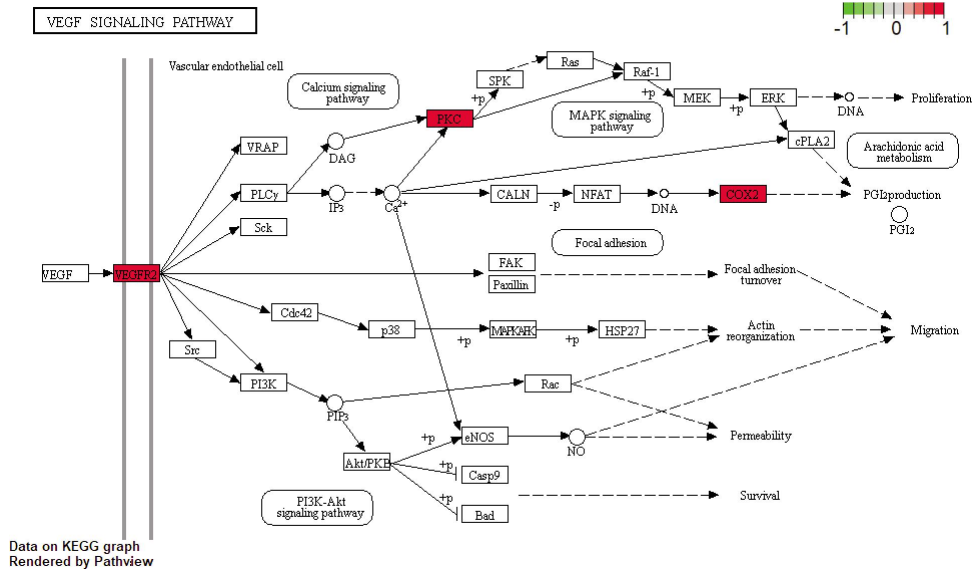 VEGF SIGNALING PATHWAY
-1 0 1
Vascular endothelial cell
Calcium signaling
pathway
SPK
Ras
Raf-1
+p
+p
MEK
+p
ERK
DNA
Proliferation
PKC
MAPK signaling
pathway
cPLA2
Arachidonic acid
metabolism
VRAP
DAG
PLCγ
IP3
Ca2+
CALN
-p
NFAT
DNA
COX2
PGI2production
PGI2
Sck
Focal adhesion
VEGF
VEGFR2
FAK
Paxillin
Focal adhesion
turnover
Cdc42
p38
+p
MAPKAPK
+p
HSP27
Actin
reorganization
Migration
Src
PI3K
PIP3
Rac
+p
eNOS
NO
Permeability
Akt/PKB
+p
Casp9
+p
Bad
Survival
PI3K-Akt
signaling pathway
Data on KEGG graph
Rendered by Pathview